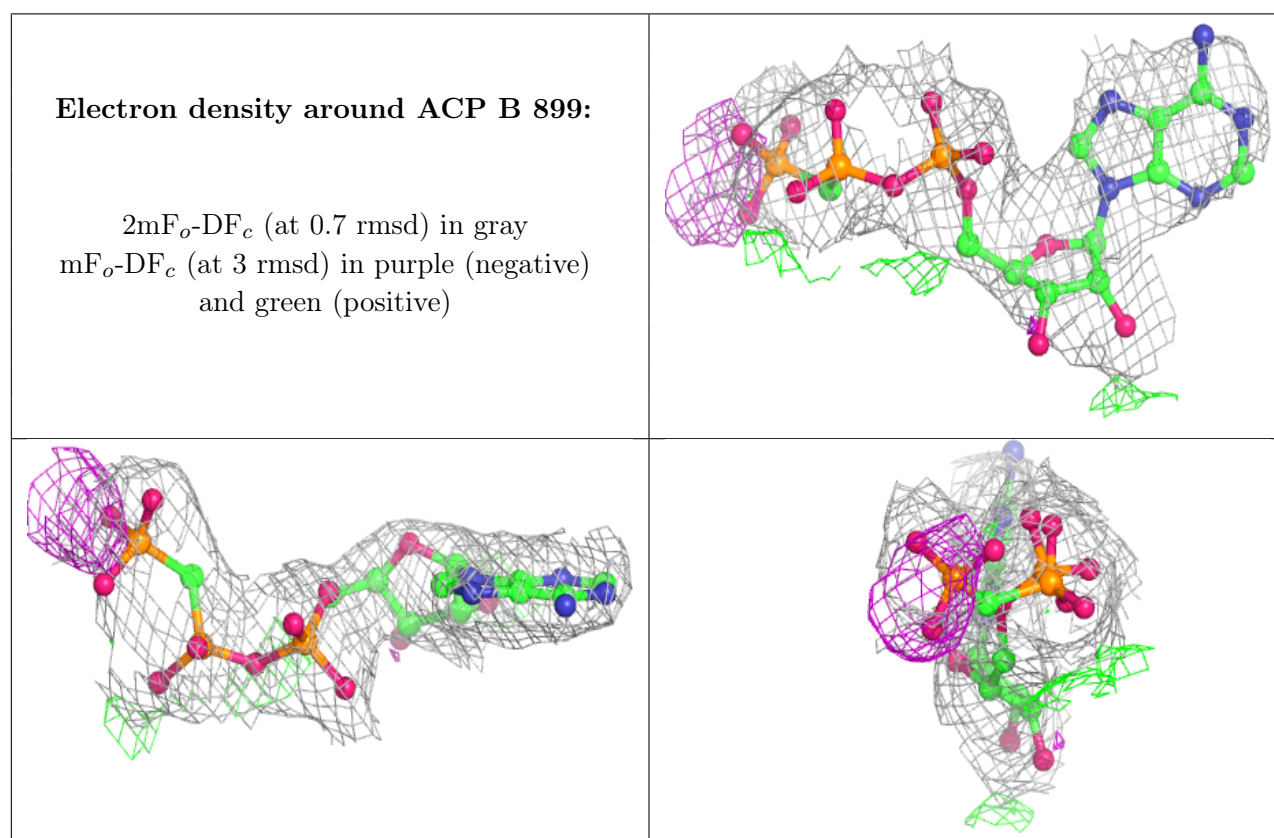 Electron density around ACP B 899:
2mFo-DFc (at 0.7 rmsd) in gray
mFo-DFc (at 3 rmsd) in purple (negative)
and green (positive)